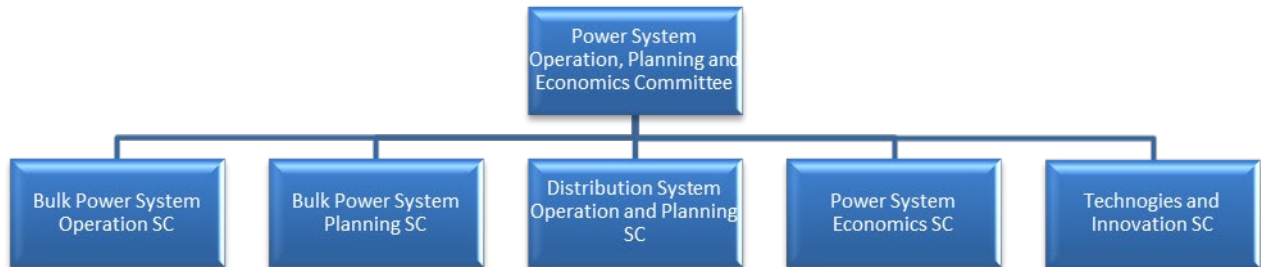 Power System
Operation, Planning and
Economics Committee
Bulk Power System
Operation SC
Bulk Power System
Planning SC
Distribution System
Operation and Planning
SC
Power System
Economics SC
Technogies and
Innovation SC